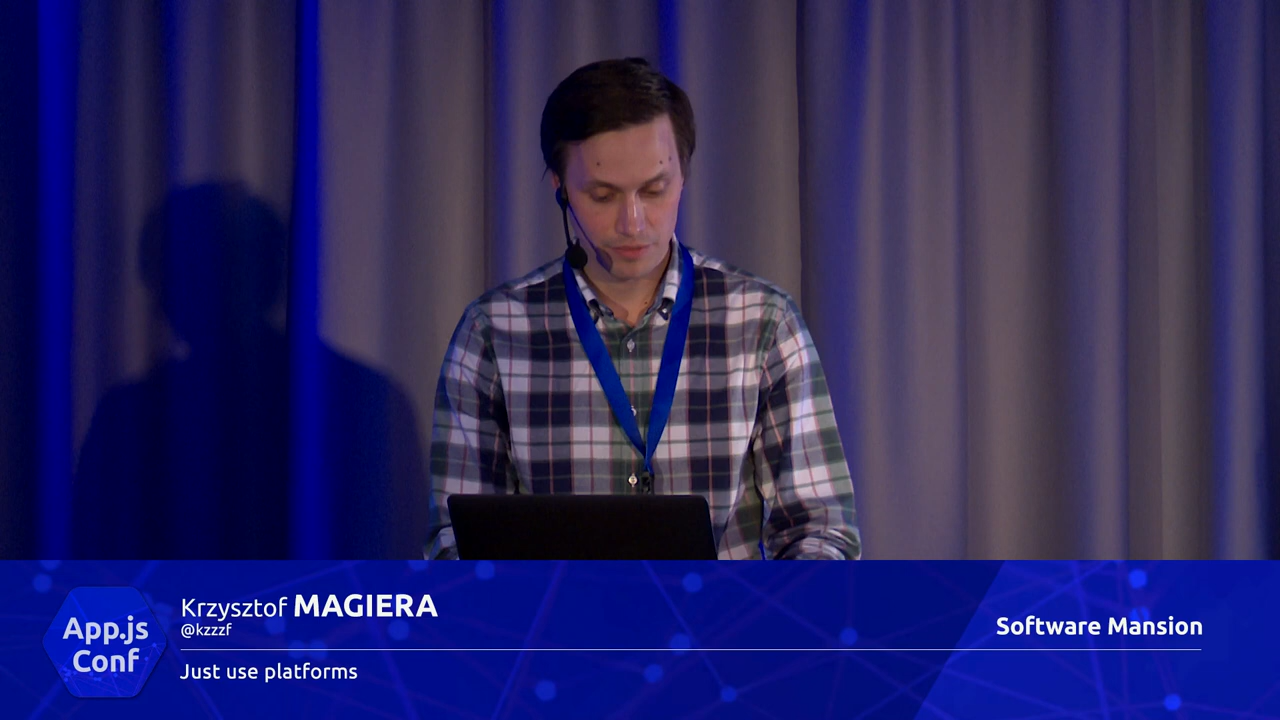 App.js
Conf
Krzysztof MAGIERA
@kzzzf
Just use platforms
Software Mansion